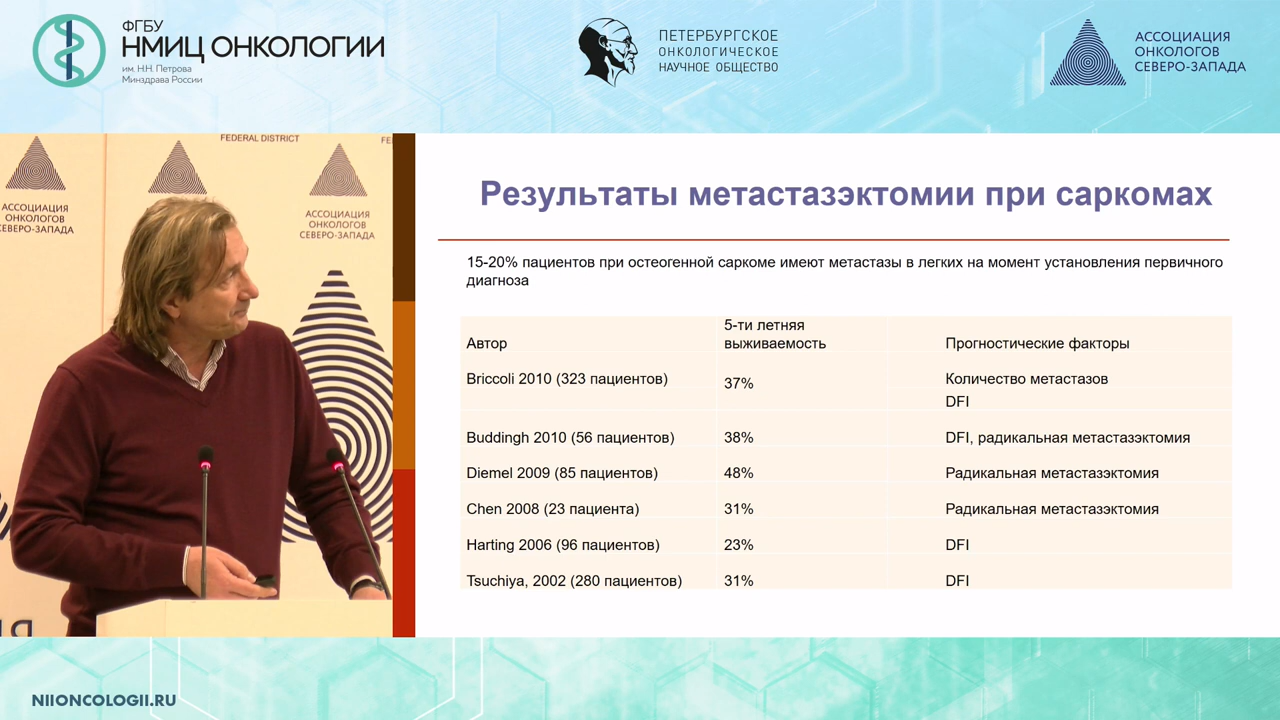 ФГБУ
НМИЦ ОНКОЛОГИИ
им. Н.Н. Петрова
Минздрава России
ПЕТЕРБУРГСКОЕ
ОНКОЛОГИЧЕСКОЕ
НАУЧНОЕ ОБЩЕСТВО
АССОЦИАЦИЯ
ОНКОЛОГОВ
СЕВЕРО-ЗАПАДА
FEDERAL DISTRICT
FE
АССОЦИАЦИЯ
ОНКОЛОГОВ
СЕВЕРО-ЗАПАДА
АССОЦИАЦИЯ
ОНКОЛОГОВ
СЕВЕРО-ЗАПАДА
Результаты метастазэктомии при саркомах
15-20% пациентов при остеогенной саркоме имеют метастазы в легких на момент установления первичного
диагноза
5-ти летняя
Автор выживаемость Прогностические факторы
Briccoli 2010 (323 пациентов) 37% Количество метастазов
DFI
Buddingh 2010 (56 пациентов) 38% DFI, радикальная метастазэктомия
Diemel 2009 (85 пациентов) 48% Радикальная метастазэктомия
Chen 2008 (23 пациента) 31% Радикальная метастазэктомия
Harting 2006 (96 пациентов) 23% DFI
Tsuchiya, 2002 (280 пациентов) 31% DFI
NIIONCOLOGII.RU